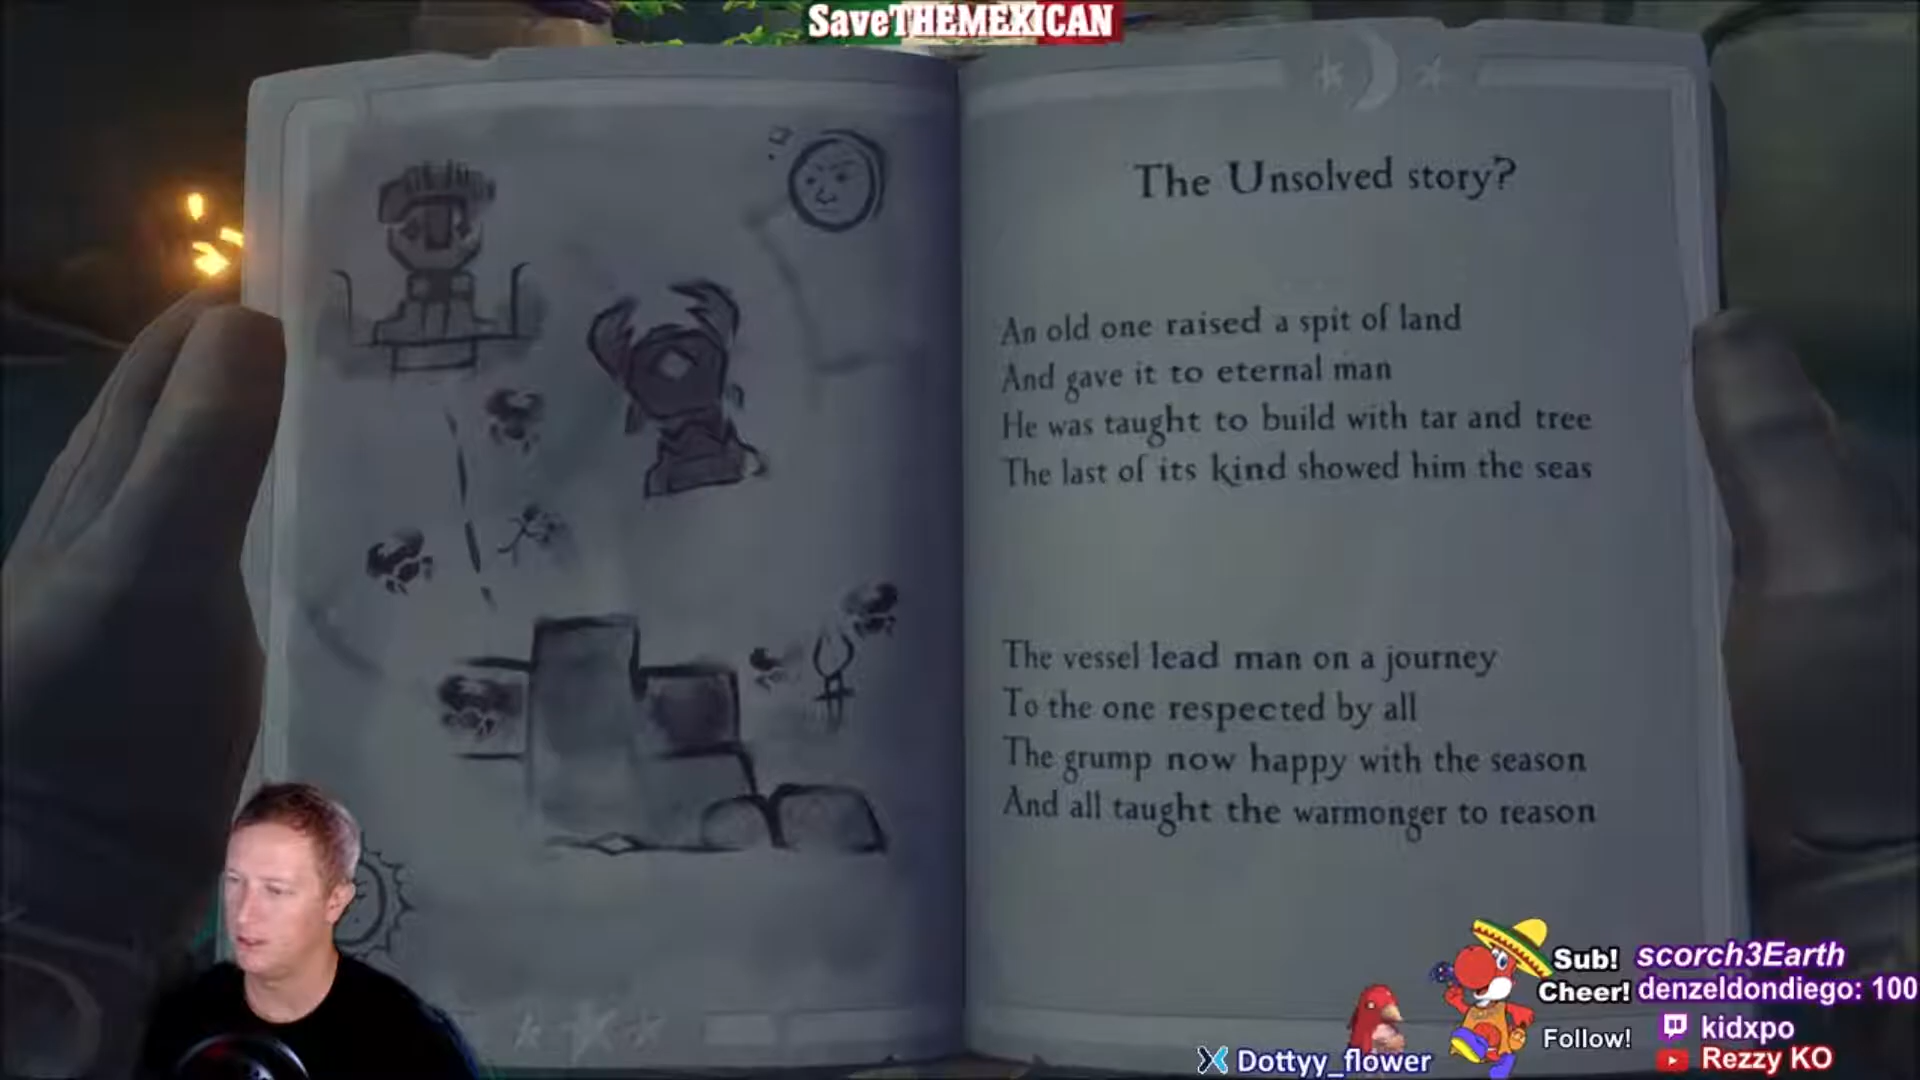 SaveTHEMEXICAN
The Unsolved story?
An old one raised a spit of land
And gave it to eternal man
He was taught to build with tar and tree
The last of its kind showed him the seas
The vessel lead man on a journey
To the one respected by all
The grump now happy with the season
And all taught the warmonger to reason
Sub! scorch3Earth
Cheer! denzeldondiego: 100
Follow! kidxpo
Dottyy_flower Rezzy KO